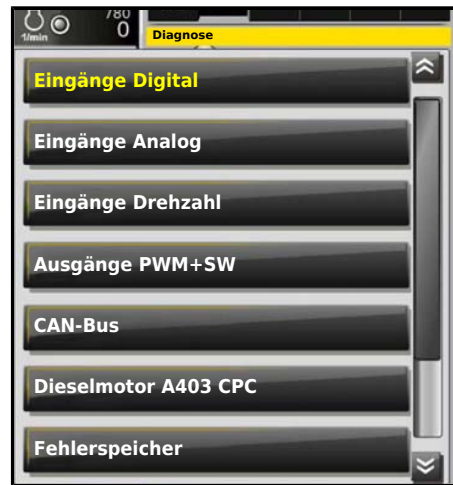 780
1/min 0
Diagnose
Eingänge Digital
Eingänge Analog
Eingänge Drehzahl
Ausgänge PWM+SW
CAN-Bus
Dieselmotor A403 CPC
Fehlerspeicher